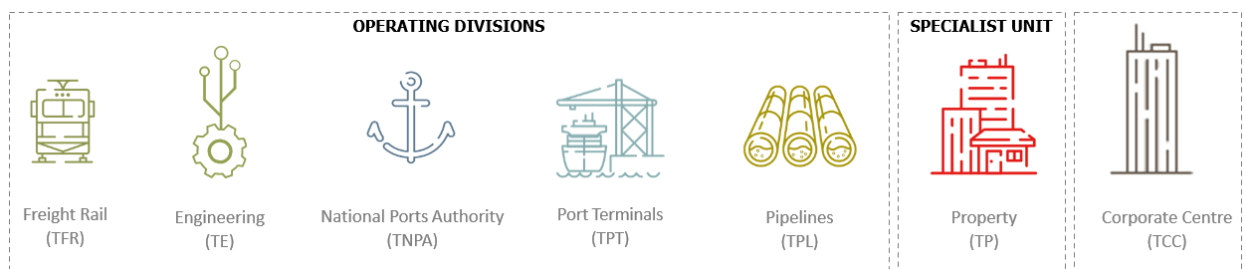 OPERATING DIVISIONS
SPECIALIST UNIT
Freight Rail
(TFR)
Engineering
(TE)
National Ports Authority
(TNPA)
Port Terminals
(TPT)
Pipelines
(TPL)
Property
(TP)
Corporate Centre
(TCC)